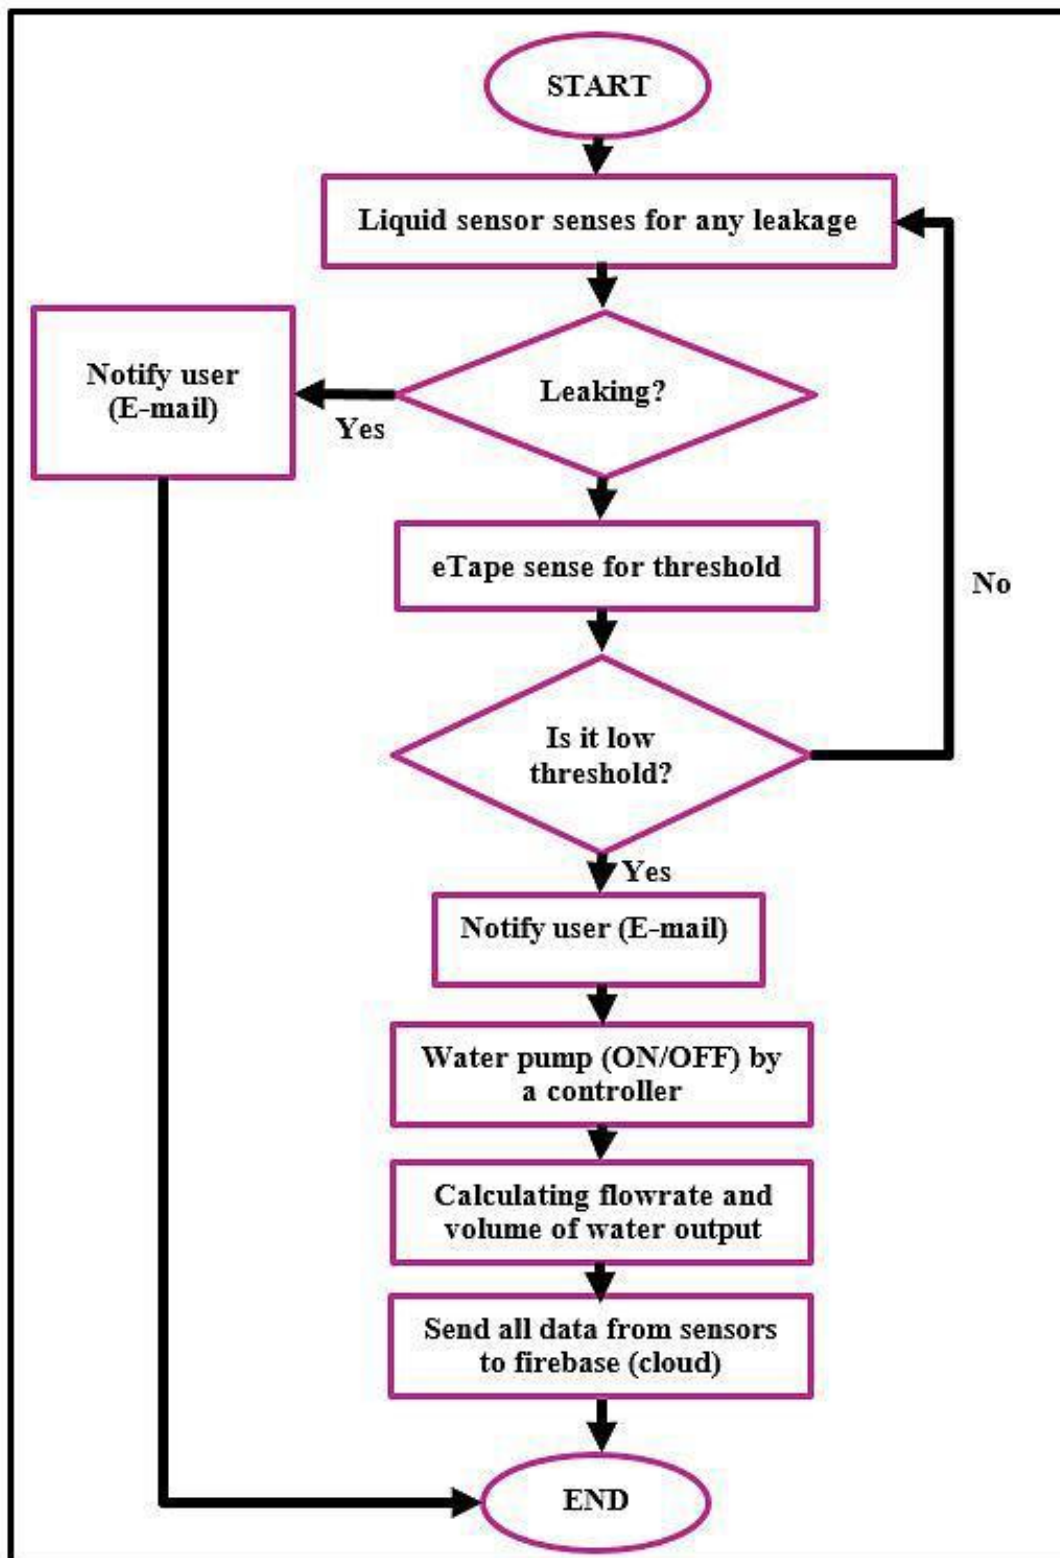 START
Liquid sensor senses for any leakage
Leaking?
Yes
Notify user
(E-mail)
eTape sense for threshold
No
Is it low
threshold?
Yes
Notify user (E-mail)
Water pump (ON/OFF) by
a controller
Calculating flowrate and
volume of water output
Send all data from sensors
to firebase (cloud)
END